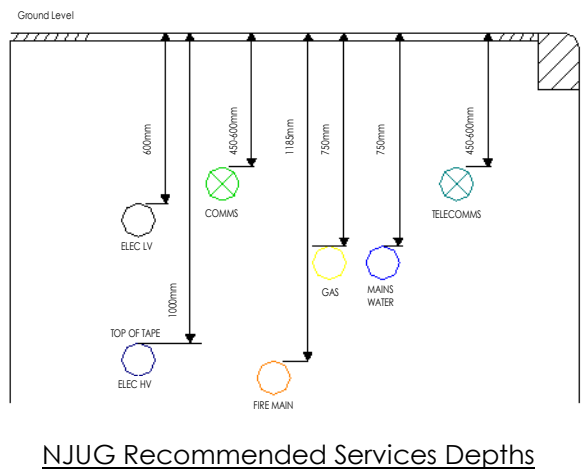 Ground Level
600mm
450-600mm
1185mm
750mm
750mm
450-600mm
COMMS
TELECOMMS
ELEC LV
1000mm
GAS
MAINS
WATER
TOP OF TAPE
ELEC HV
FIRE MAIN
NJUG Recommended Services Depths